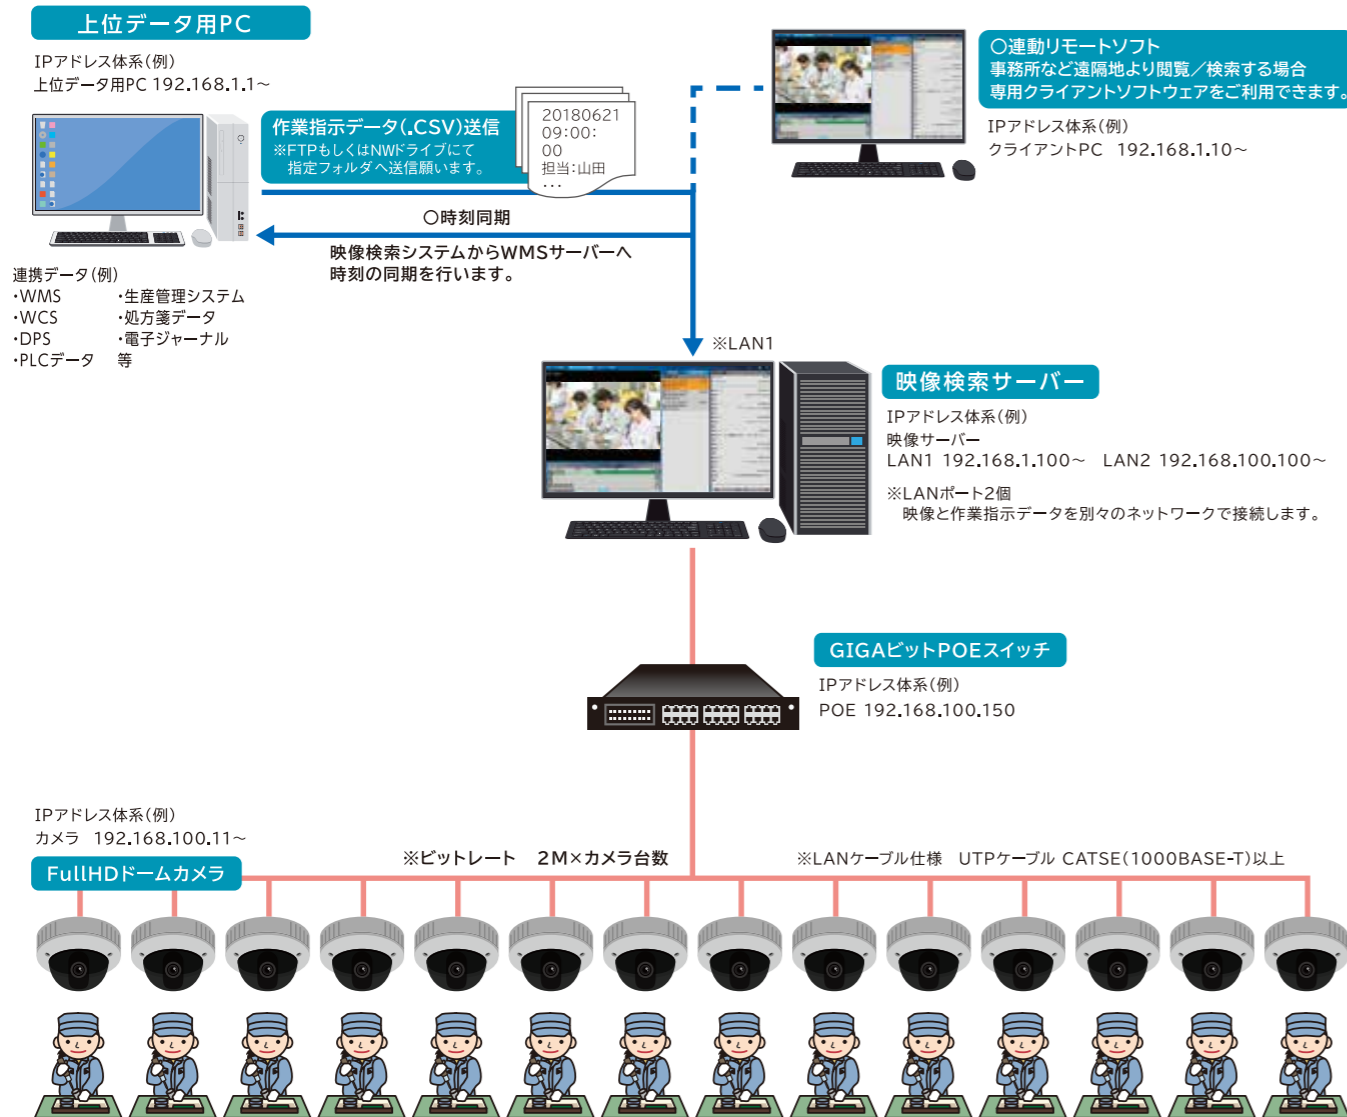 上位データ用PC
IPアドレス体系(例)
上位データ用PC 192.168.1.1～
作業指示データ(.CSV)送信
※FTPもしくはNWドライブにて
指定フォルダへ送信願います。
20180621
09:00:
00
担当:山田
...
○連動リモートソフト
事務所など遠隔地より閲覧／検索する場合
専用クライアントソフトウェアをご利用できます。
IPアドレス体系(例)
クライアントPC 192.168.1.10～
○時刻同期
映像検索システムからWMSサーバーへ
時刻の同期を行います。
連携データ(例)
・WMS ・生産管理システム
・WCS ・処方箋データ
・DPS ・電子ジャーナル
・PLCデータ 等
※LAN1
映像検索サーバー
IPアドレス体系(例)
映像サーバー
LAN1 192.168.1.100～ LAN2 192.168.100.100～
※LANポート2個
映像と作業指示データを別々のネットワークで接続します。
GIGAビットPOEスイッチ
IPアドレス体系(例)
POE 192.168.100.150
IPアドレス体系(例)
カメラ 192.168.100.11～
FullHDドームカメラ
※ビットレート 2M×カメラ台数
※LANケーブル仕様 UTPケーブル CATSE(1000BASE-T)以上